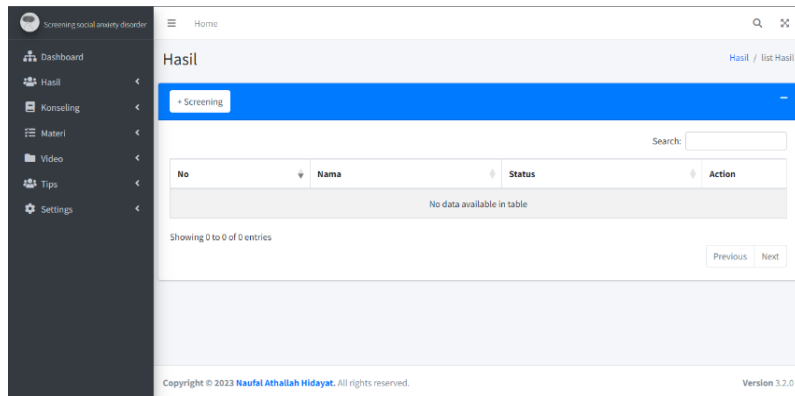 Screening social anxiety disorder
Home
Dashboard
Hasil
Konseling
Materi
Video
Tips
Settings
Hasil
Hasil / list Hasil
+ Screening
Search:
No Nama Status Action
No data available in table
Showing 0 to 0 of 0 entries
Previous Next
Copyright © 2023 Naufal Athallah Hidayat. All rights reserved.
Version 3.2.0